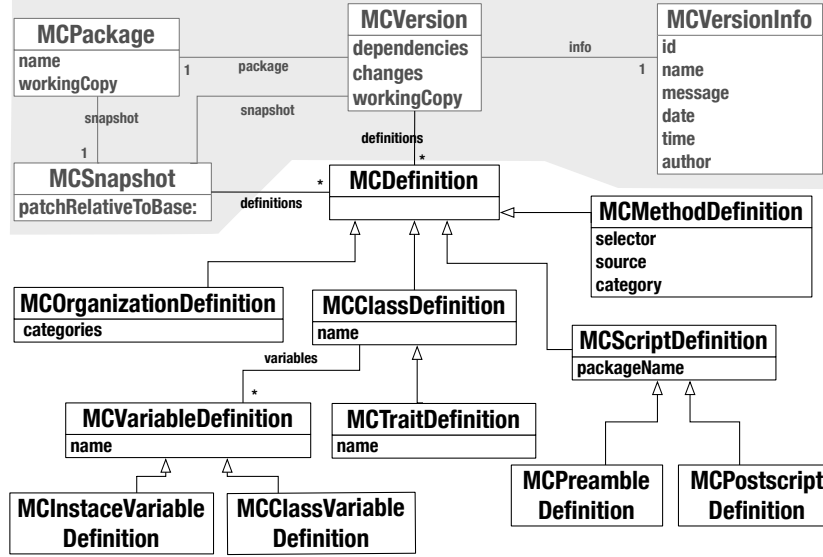 MCPackage
name
workingCopy
MCVersion
dependencies
changes
workingCopy
MCVersionInfo
id
name
message
date
time
author
1
package
info
1
snapshot
snapshot
1
definitions
*
MCSnapshot
patchRelativeToBase:
*
definitions
MCDefinition
MCMethodDefinition
selector
source
category
MCOrganizationDefinition
categories
MCClassDefinition
name
MCScriptDefinition
packageName
variables
*
MCVariableDefinition
name
MCTraitDefinition
name
MCInstaceVariable
Definition
MCClassVariable
Definition
MCPreamble
Definition
MCPostscript
Definition